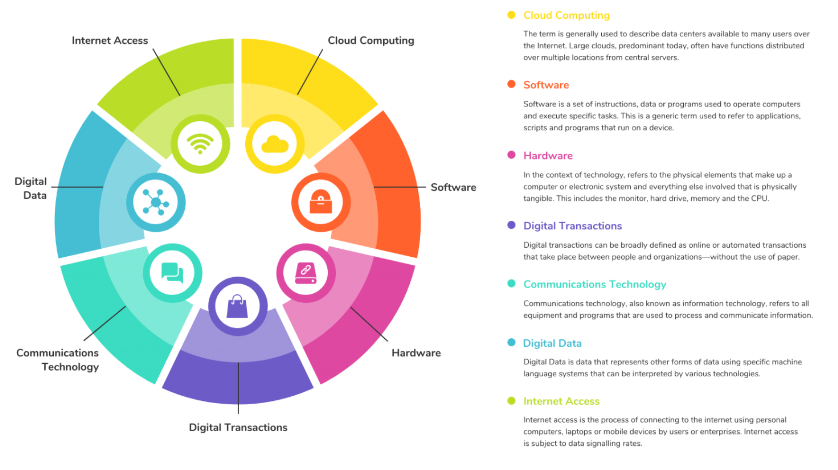 Internet Access
Cloud Computing
Digital
Data
Software
Communications
Technology
Hardware
Digital Transactions
Cloud Computing
The term is generally used to describe data centers available to many users over
the Internet. Large clouds, predominant today, often have functions distributed
over multiple locations from central servers.
Software
Software is a set of instructions, data or programs used to operate computers
and execute specific tasks. This is a generic term used to refer to applications,
scripts and programs that run on a device.
Hardware
In the context of technology, refers to the physical elements that make up a
computer or electronic system and everything else involved that is physically
tangible. This includes the monitor, hard drive, memory and the CPU.
Digital Transactions
Digital transactions can be broadly defined as online or automated transactions
that take place between people and organizations—without the use of paper.
Communications Technology
Communications technology, also known as information technology, refers to all
equipment and programs that are used to process and communicate information.
Digital Data
Digital Data is data that represents other forms of data using specific machine
language systems that can be interpreted by various technologies.
Internet Access
Internet access is the process of connecting to the internet using personal
computers, laptops or mobile devices by users or enterprises. Internet access
is subject to data signalling rates.